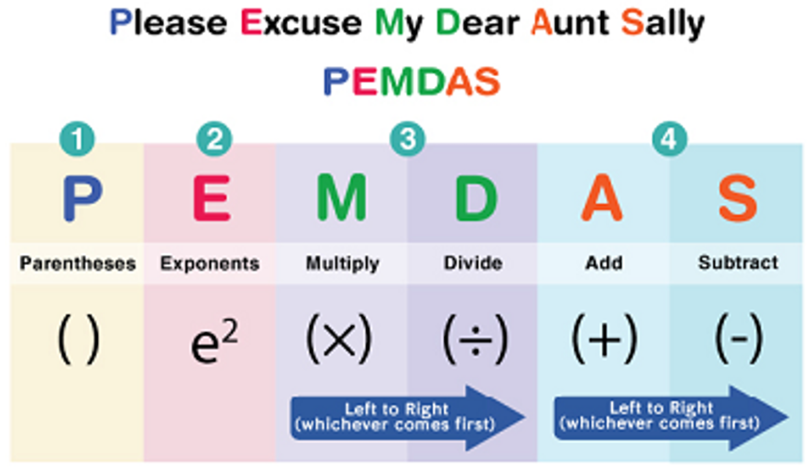 Please Excuse My Dear Aunt Sally
PEMDAS
1 2 3 4
P E M D A S
Parentheses Exponents Multiply Divide Add Subtract
( ) e² (×) (÷) (+) (-)
Left to Right Left to Right
(whichever comes first) (whichever comes first)